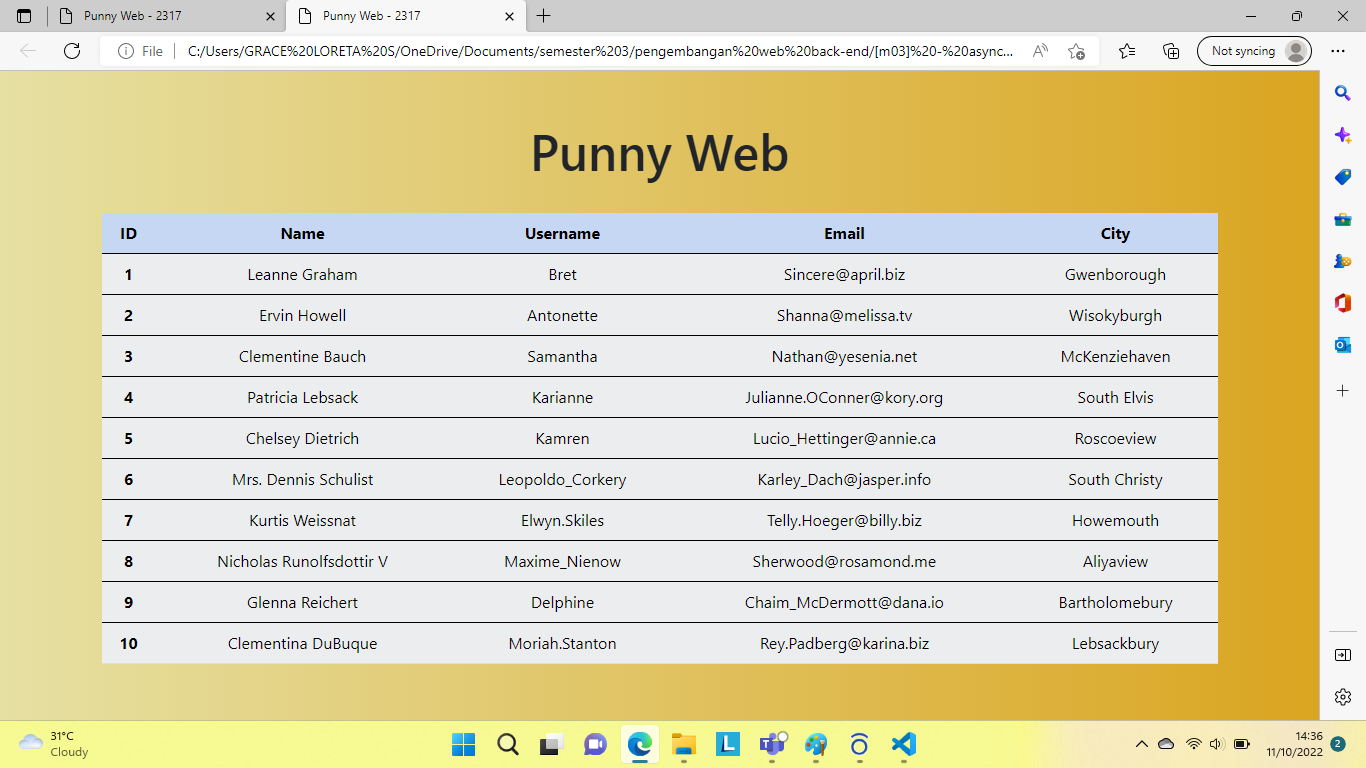 Punny Web - 2317
Punny Web - 2317
File
C:/Users/GRACE%20LORETA%20S/OneDrive/Documents/semester%203/pengembangan%20web%20back-end/[m03]%20-%20async...
Not syncing
Punny Web
ID Name Username Email City
1 Leanne Graham Bret Sincere@april.biz Gwenborough
2 Ervin Howell Antonette Shanna@melissa.tv Wisokyburgh
3 Clementine Bauch Samantha Nathan@yesenia.net McKenziehaven
4 Patricia Lebsack Karianne Julianne.OConner@kory.org South Elvis
5 Chelsey Dietrich Kamren Lucio_Hettinger@annie.ca Roscoeview
6 Mrs. Dennis Schulist Leopoldo_Corkery Karley_Dach@jasper.info South Christy
7 Kurtis Weissnat Elwyn.Skiles Telly.Hoeger@billy.biz Howemouth
8 Nicholas Runolfsdottir V Maxime_Nienow Sherwood@rosamond.me Aliyaview
9 Glenna Reichert Delphine Chaim_McDermott@dana.io Bartholomebury
10 Clementina DuBuque Moriah.Stanton Rey.Padberg@karina.biz Lebsackbury
31°C
Cloudy
L
14:36
11/10/2022
2